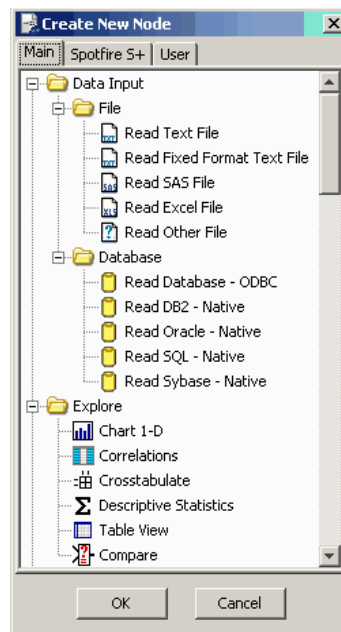 Create New Node
Main Spotfire S+ User
Data Input
File
Read Text File
Read Fixed Format Text File
Read SAS File
Read Excel File
Read Other File
Database
Read Database - ODBC
Read DB2 - Native
Read Oracle - Native
Read SQL - Native
Read Sybase - Native
Explore
Chart 1-D
Correlations
Crosstabulate
Descriptive Statistics
Table View
Compare
OK Cancel